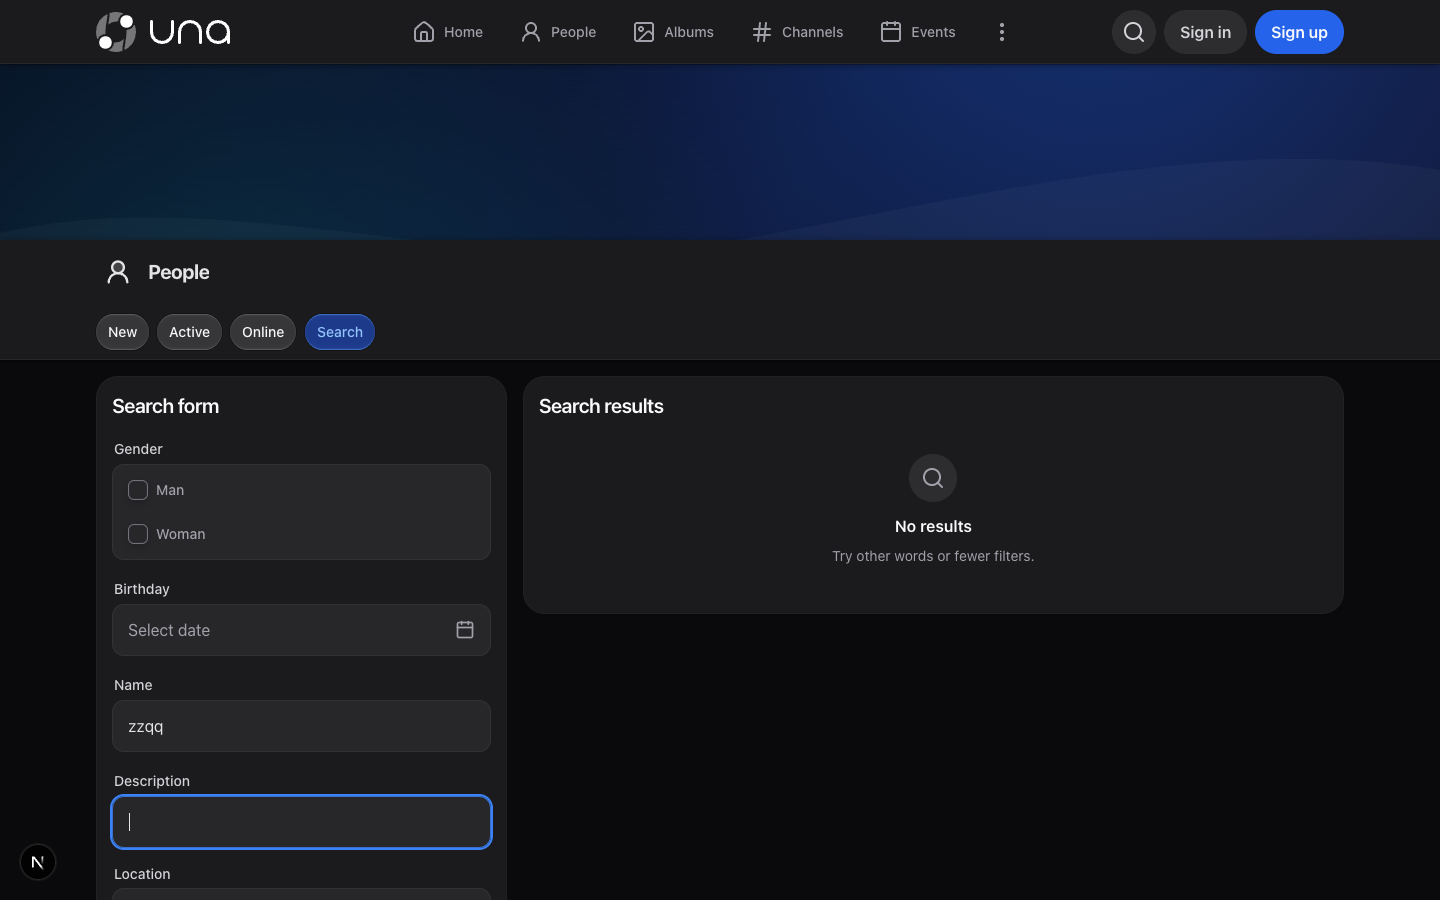 una
Home
People
Albums
Channels
Events
Sign in
Sign up
People
New
Active
Online
Search
Search form
Gender
Man
Woman
Birthday
Select date
Name
zzqq
Description
Location
Search results
No results
Try other words or fewer filters.
N